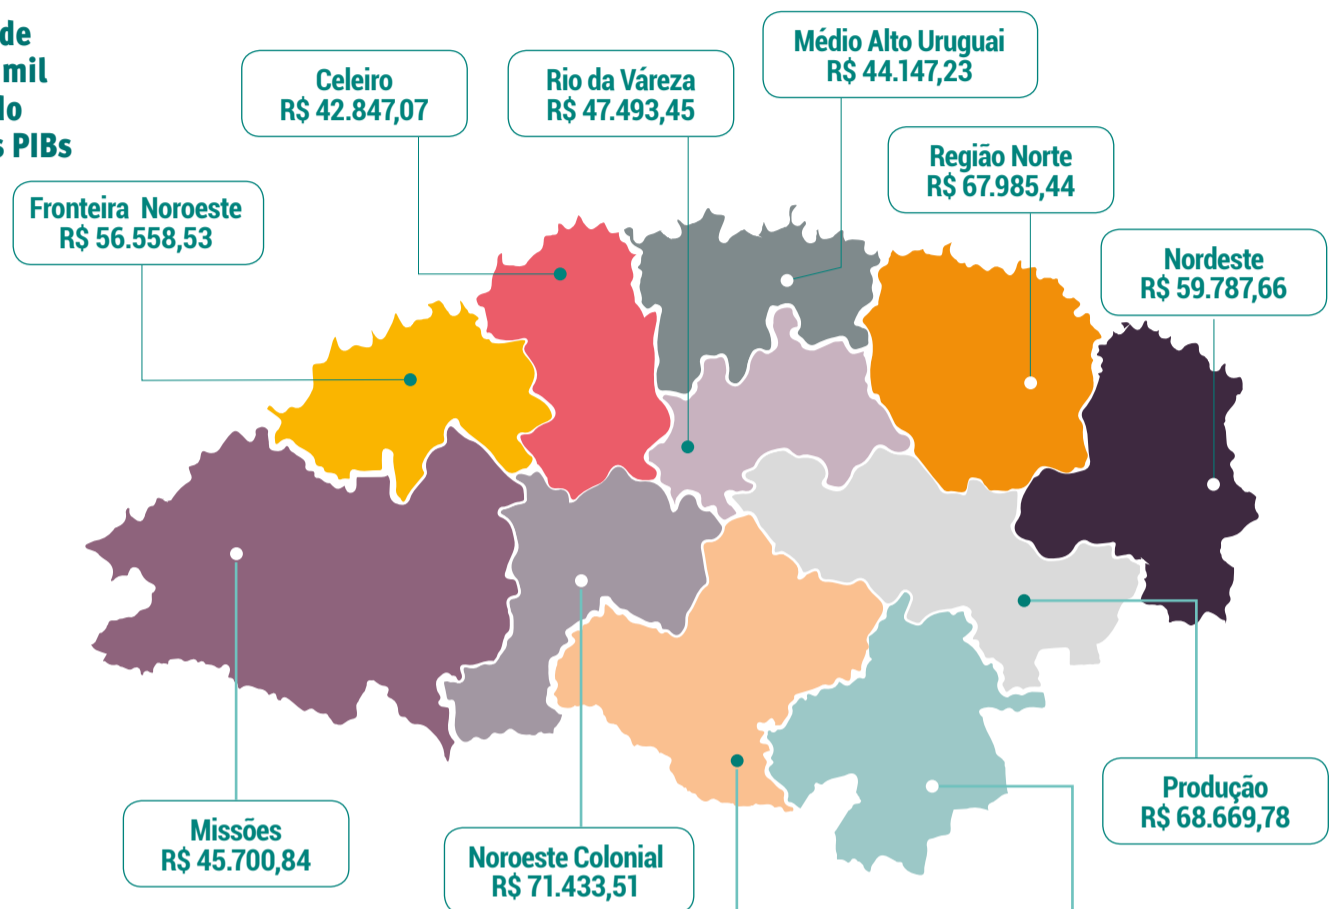 de
mil
do
s PIBs
Médio Alto Uruguai
R$ 44.147,23
Celeiro
R$ 42.847,07
Rio da Váreza
R$ 47.493,45
Região Norte
R$ 67.985,44
Fronteira Noroeste
R$ 56.558,53
Nordeste
R$ 59.787,66
Produção
R$ 68.669,78
Missões
R$ 45.700,84
Noroeste Colonial
R$ 71.433,51